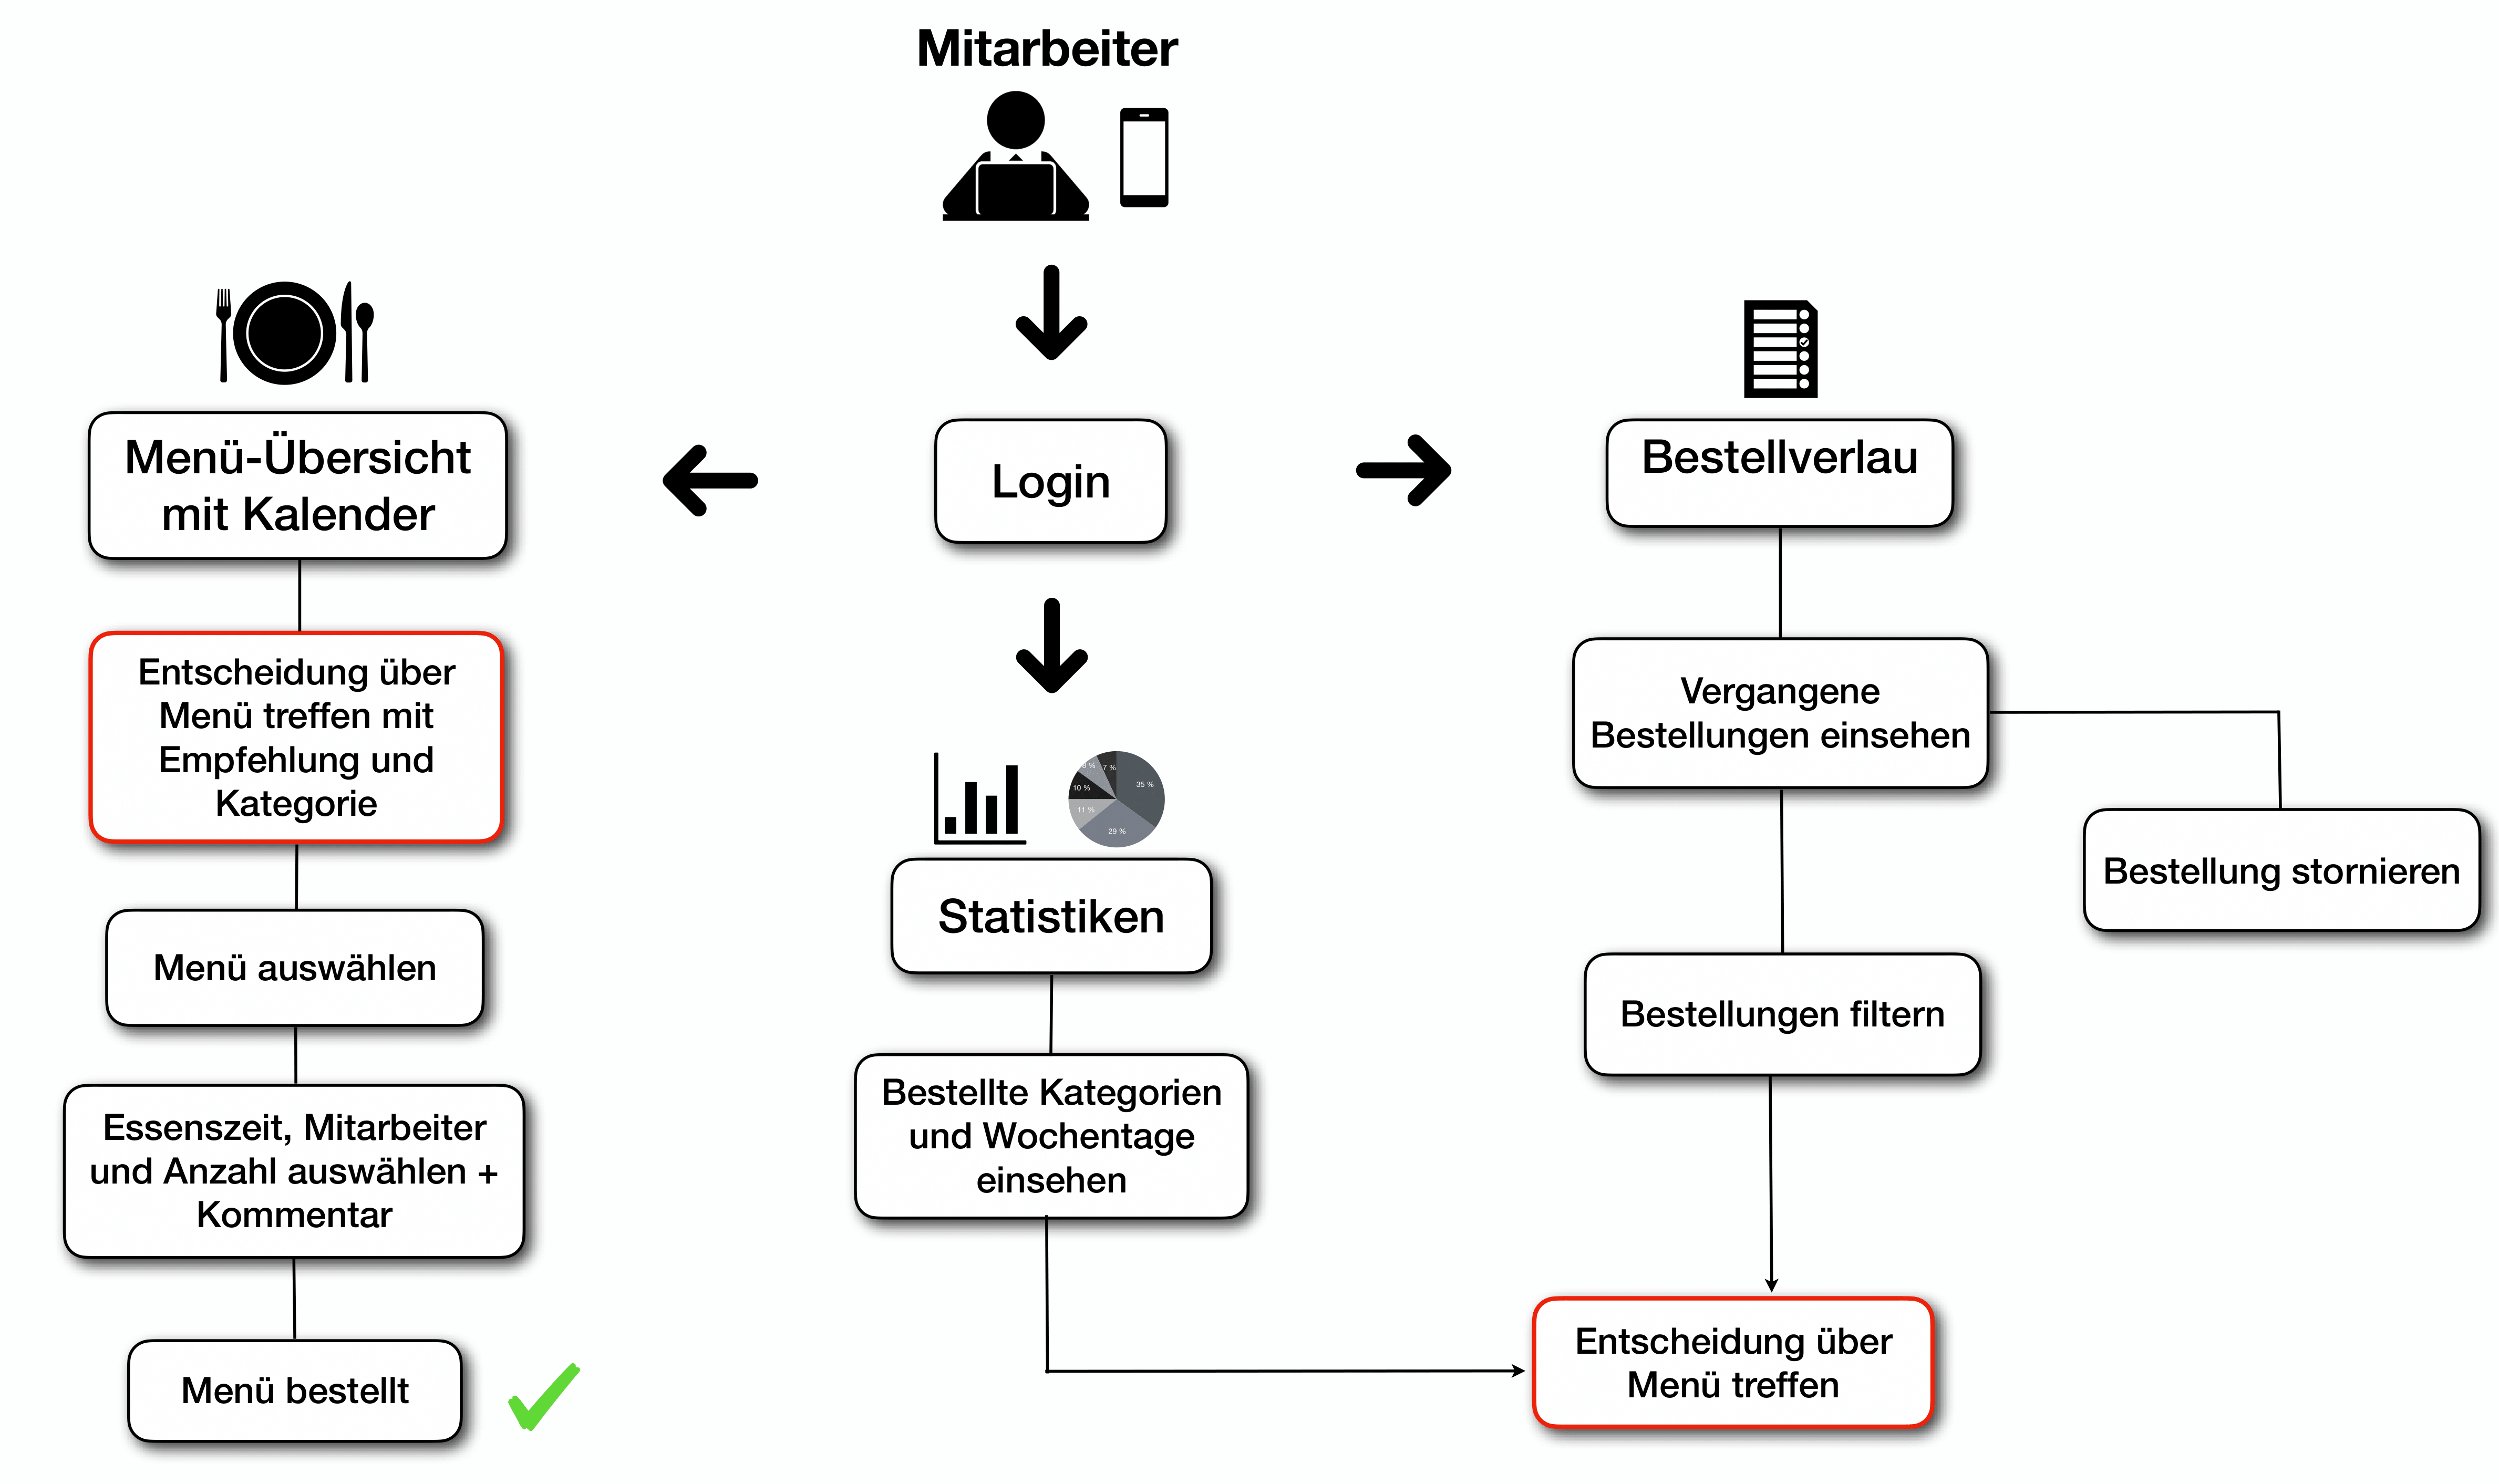 Mitarbeiter
Menü-Übersicht
mit Kalender
Entscheidung über
Menü treffen mit
Empfehlung und
Kategorie
Menü auswählen
Essenszeit, Mitarbeiter
und Anzahl auswählen +
Kommentar
Menü bestellt
Login
7 %
35 %
10 %
11 %
29 %
Statistiken
Bestellte Kategorien
und Wochentage
einsehen
Bestellverlau
Vergangene
Bestellungen einsehen
Bestellung stornieren
Bestellungen filtern
Entscheidung über
Menü treffen